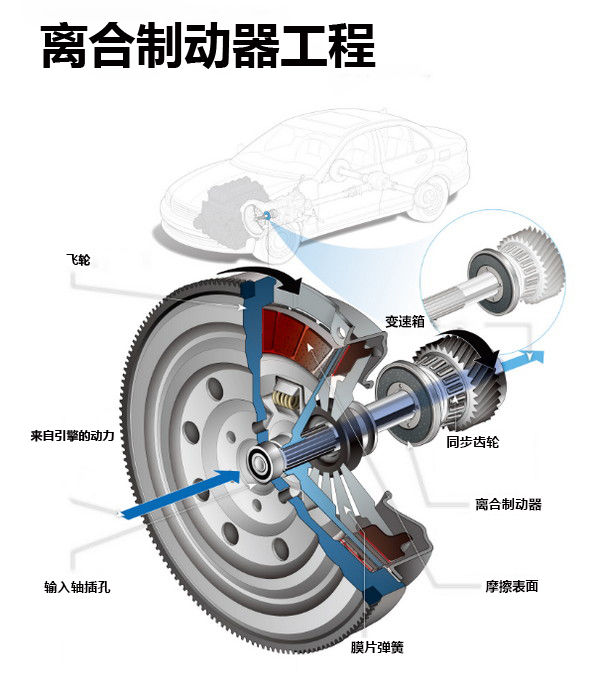 离合制动器工程
飞轮
变速箱
来自引擎的动力
同步齿轮
离合制动器
输入轴插孔
摩擦表面
膜片弹簧